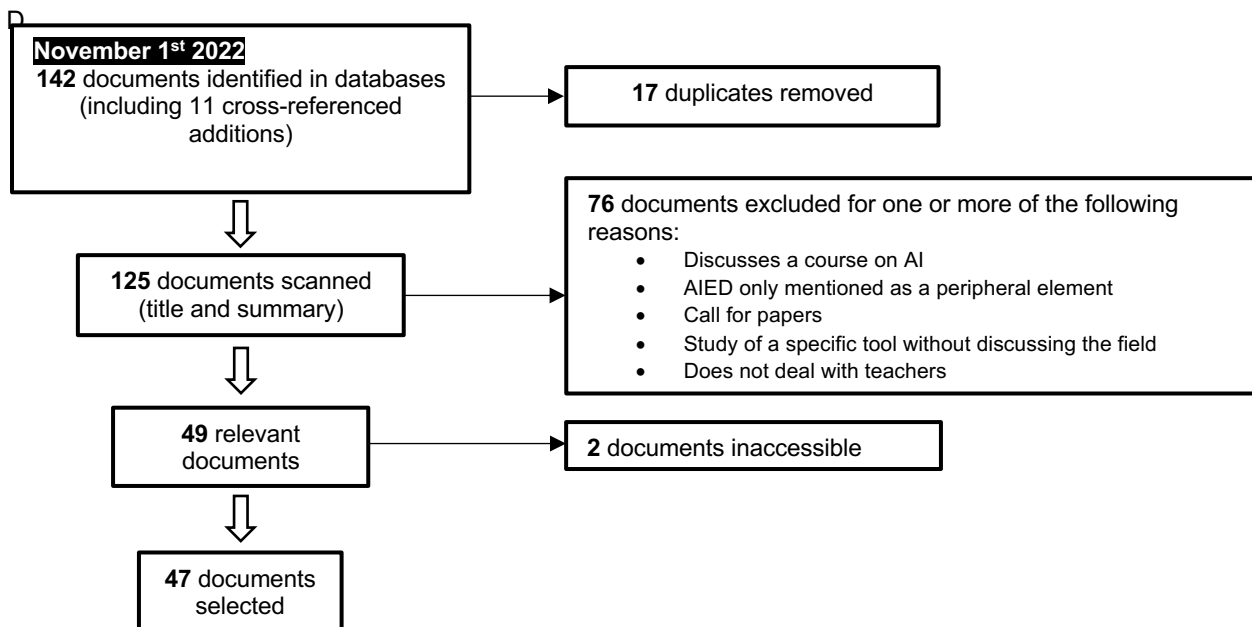 D
November 1st 2022
142 documents identified in databases
(including 11 cross-referenced
additions)
17 duplicates removed
125 documents scanned
(title and summary)
76 documents excluded for one or more of the following
reasons:
• Discusses a course on AI
• AIED only mentioned as a peripheral element
• Call for papers
• Study of a specific tool without discussing the field
• Does not deal with teachers
49 relevant
documents
2 documents inaccessible
47 documents
selected